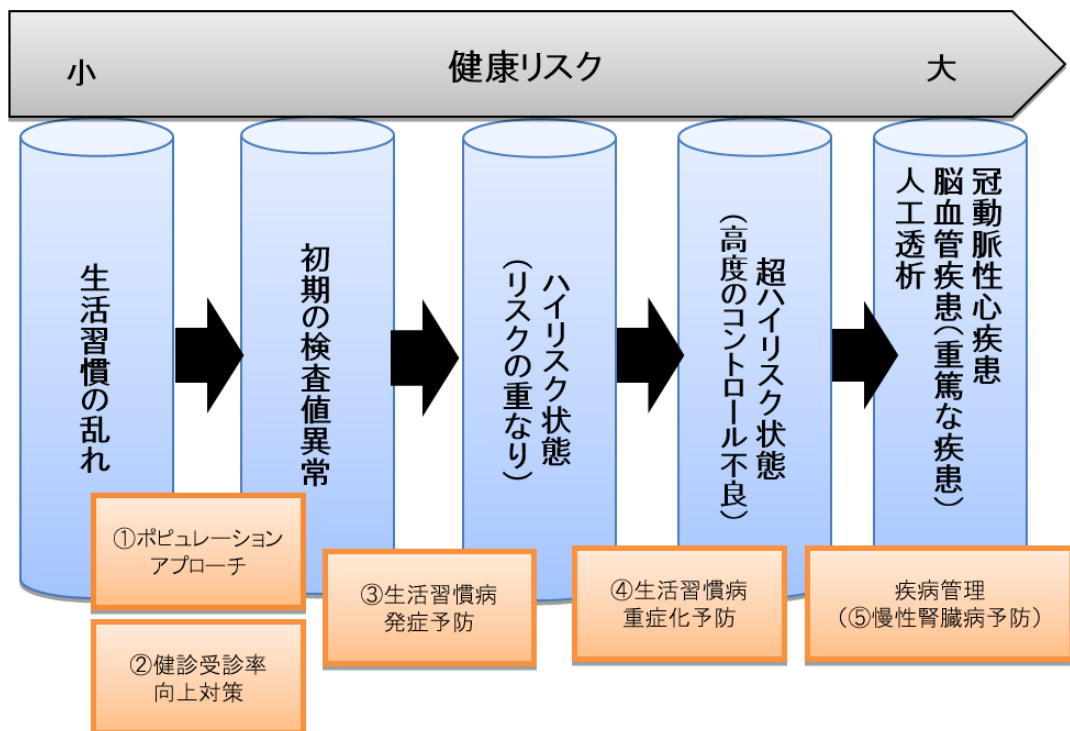 小
健康リスク
大
生活習慣の乱れ
初期の検査値異常
ハイリスク状態
(リスクの重なり)
超ハイリスク状態
(高度のコントロール不良)
冠動脈性心疾患
脳血管疾患(重篤な疾患)
人工透析
①ポピュレーション
アプローチ
②健診受診率
向上対策
③生活習慣病
発症予防
④生活習慣病
重症化予防
疾病管理
(⑤慢性腎臓病予防)